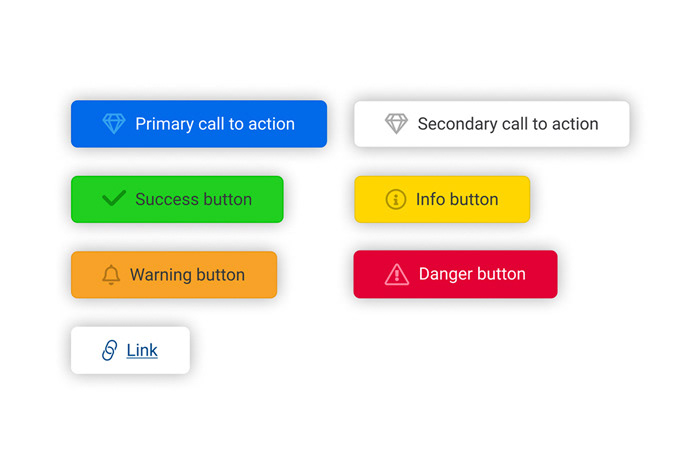 Primary call to action
Secondary call to action
Success button
Info button
Warning button
Danger button
Link